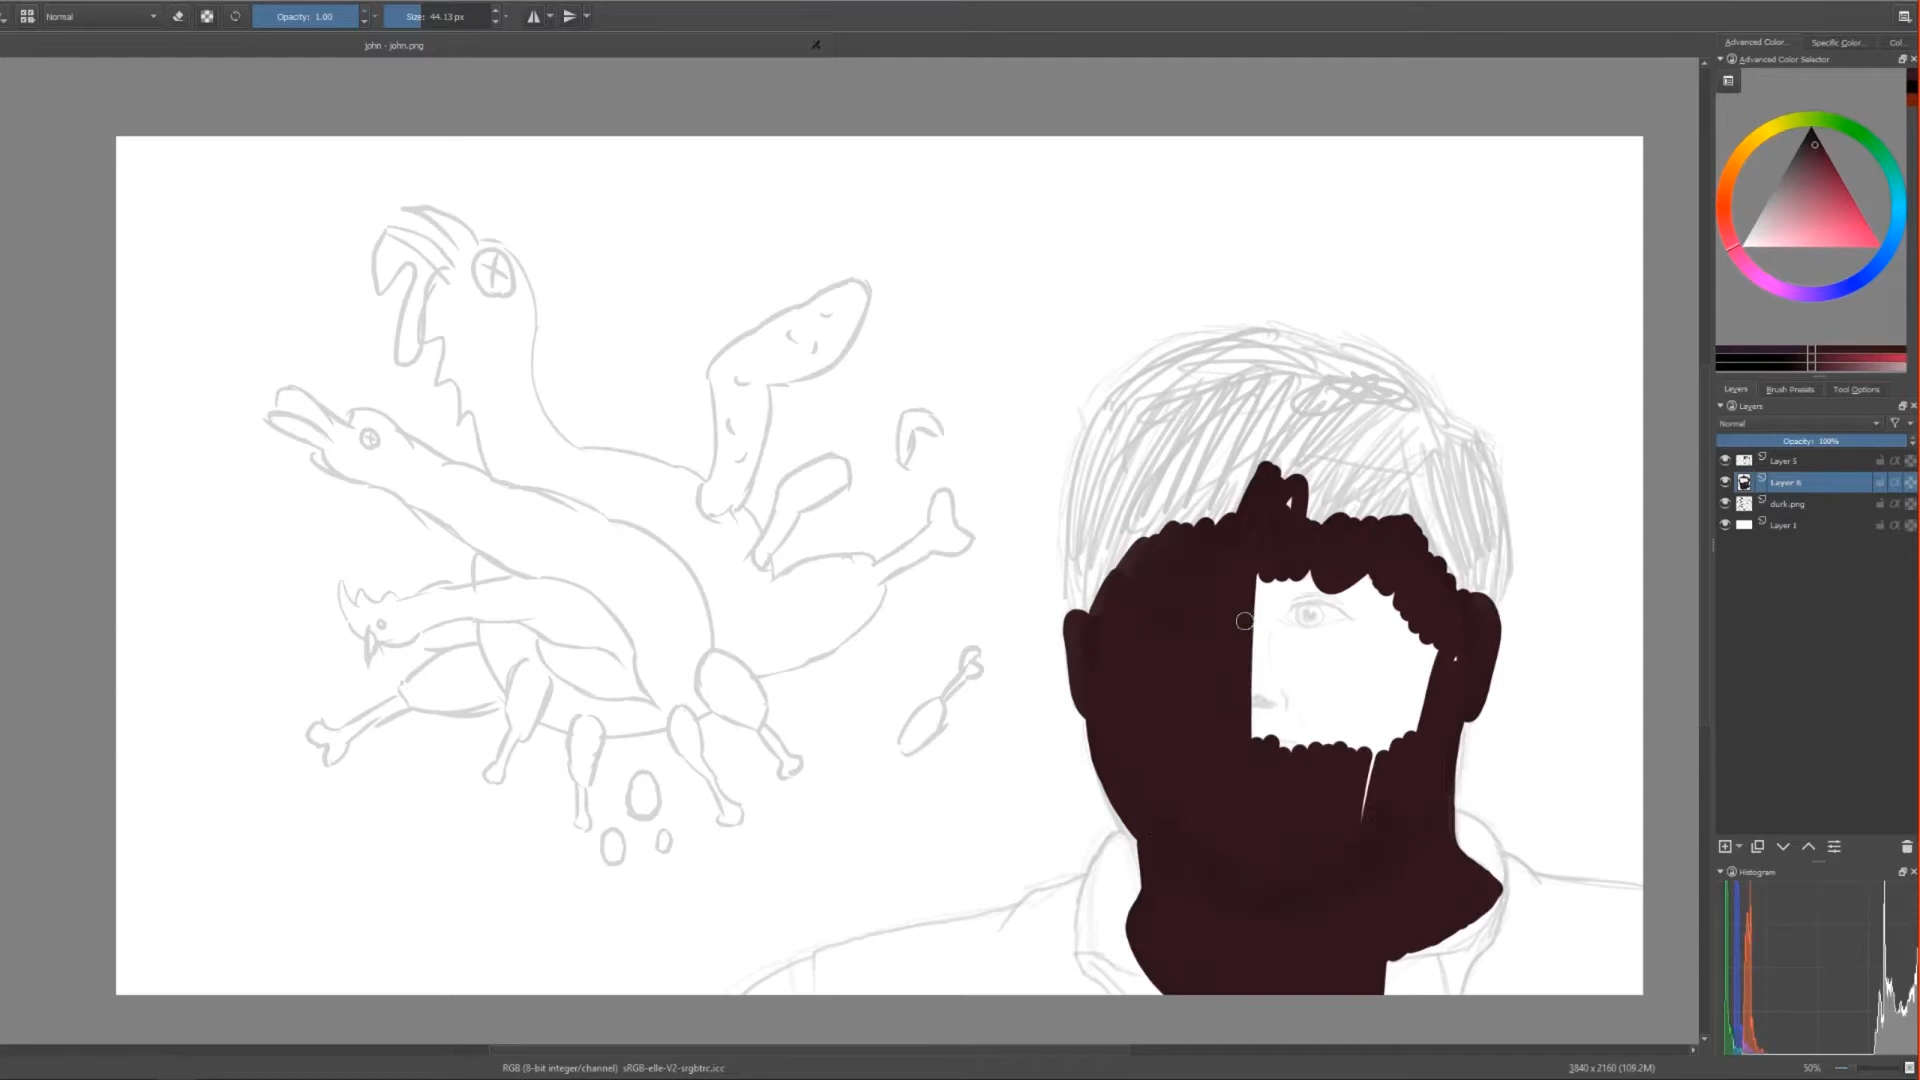 Normal
Opacity: 1.00
Size: 44.13 px
john - john.png
Advanced Color...
Specific Color...
Col...
Advanced Color Selector
Layers
Brush Presets
Tool Options
Layers
Normal
Opacity: 100%
Layer 5
Layer 6
durk.png
Layer 1
Histogram
RGB (8-bit integer/channel) sRGB-elle-V2-srgbtrc.icc
3840 x 2160 (109.2M)
50%